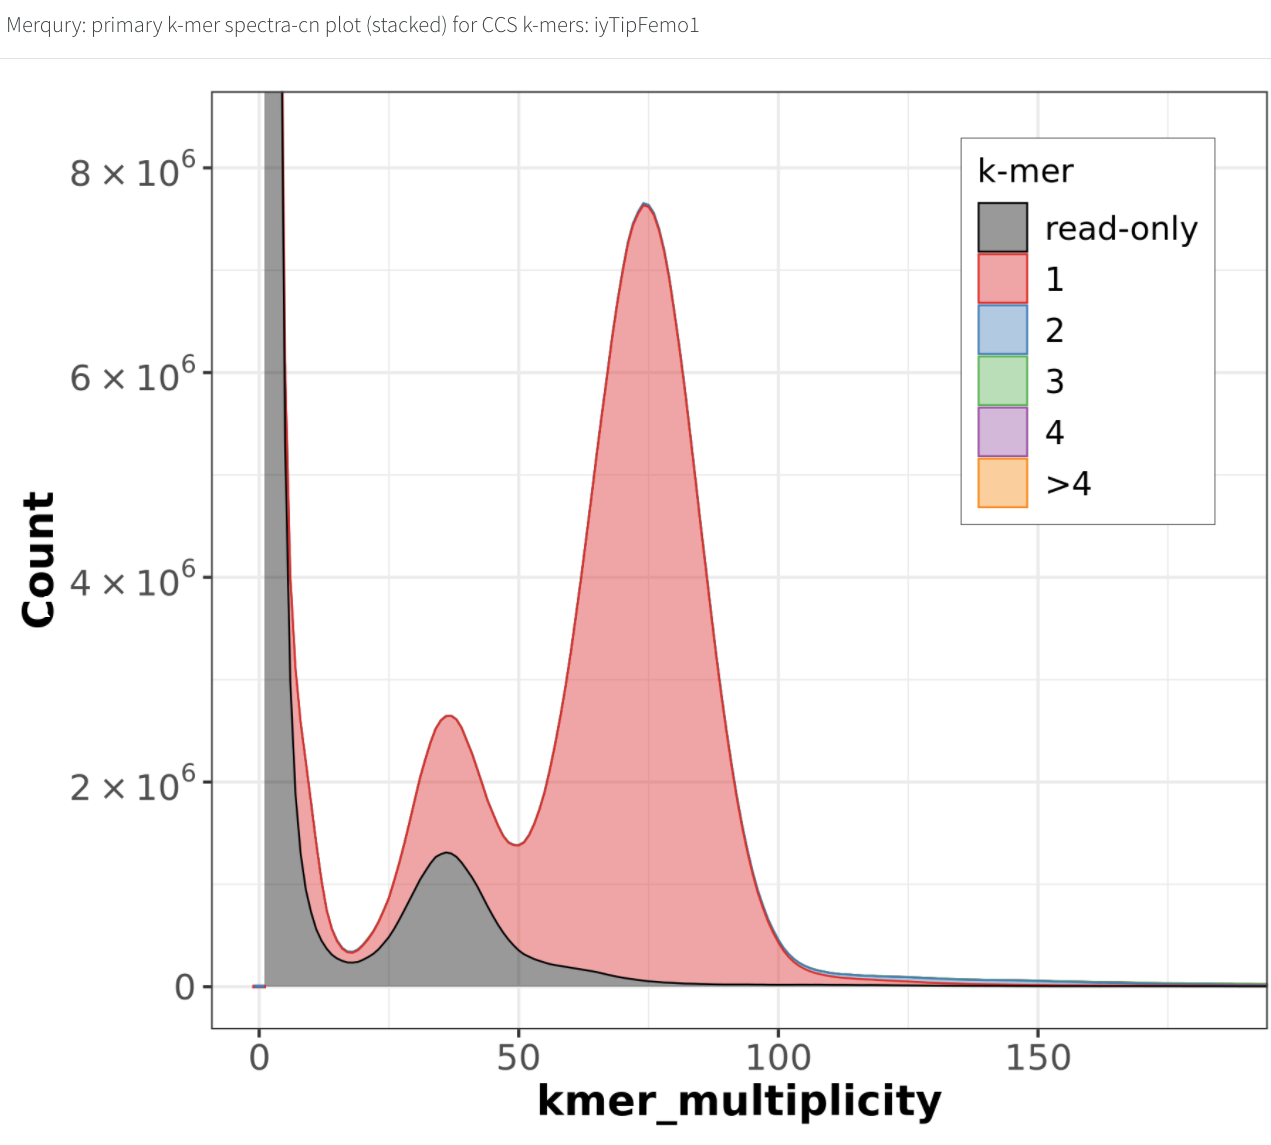 Merqury: primary k-mer spectra-cn plot (stacked) for CCS k-mers: iyTipFemo1
8 × 10⁶
6 × 10⁶
4 × 10⁶
2 × 10⁶
0
Count
k-mer
read-only
1
2
3
4
>4
0 50 100 150
kmer_multiplicity